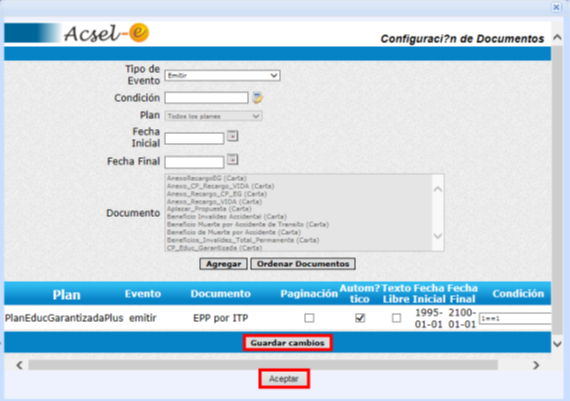 Acsel-e
Configuraci?n de Documentos
Tipo de
Evento
Emitir
Condición
Plan
Todos los planes
Fecha
Inicial
Fecha Final
Documento
AnexoRecargoEG (Carta)
Anexo_CP_Recargo_VIDA (Carta)
Anexo_Recargo_CP_EG (Carta)
Anexo_Recargo_VIDA (Carta)
Aplazar_Propuesta (Carta)
Beneficio Invalidez Accidental (Carta)
Beneficio Muerte por Accidente de Transito (Carta)
Beneficio de Muerte por Accidente (Carta)
Beneficios_Invalidez_Total_Permanente (Carta)
CP_Educ_Garantizada (Carta)
Agregar Ordenar Documentos
Plan Evento Documento Paginación Autom?tico Texto Libre Fecha Inicial Fecha Final Condición
PlanEducGarantizadaPlus emitir EPP por ITP 1995-01-01 2100-01-01 1==1
Guardar cambios
Aceptar